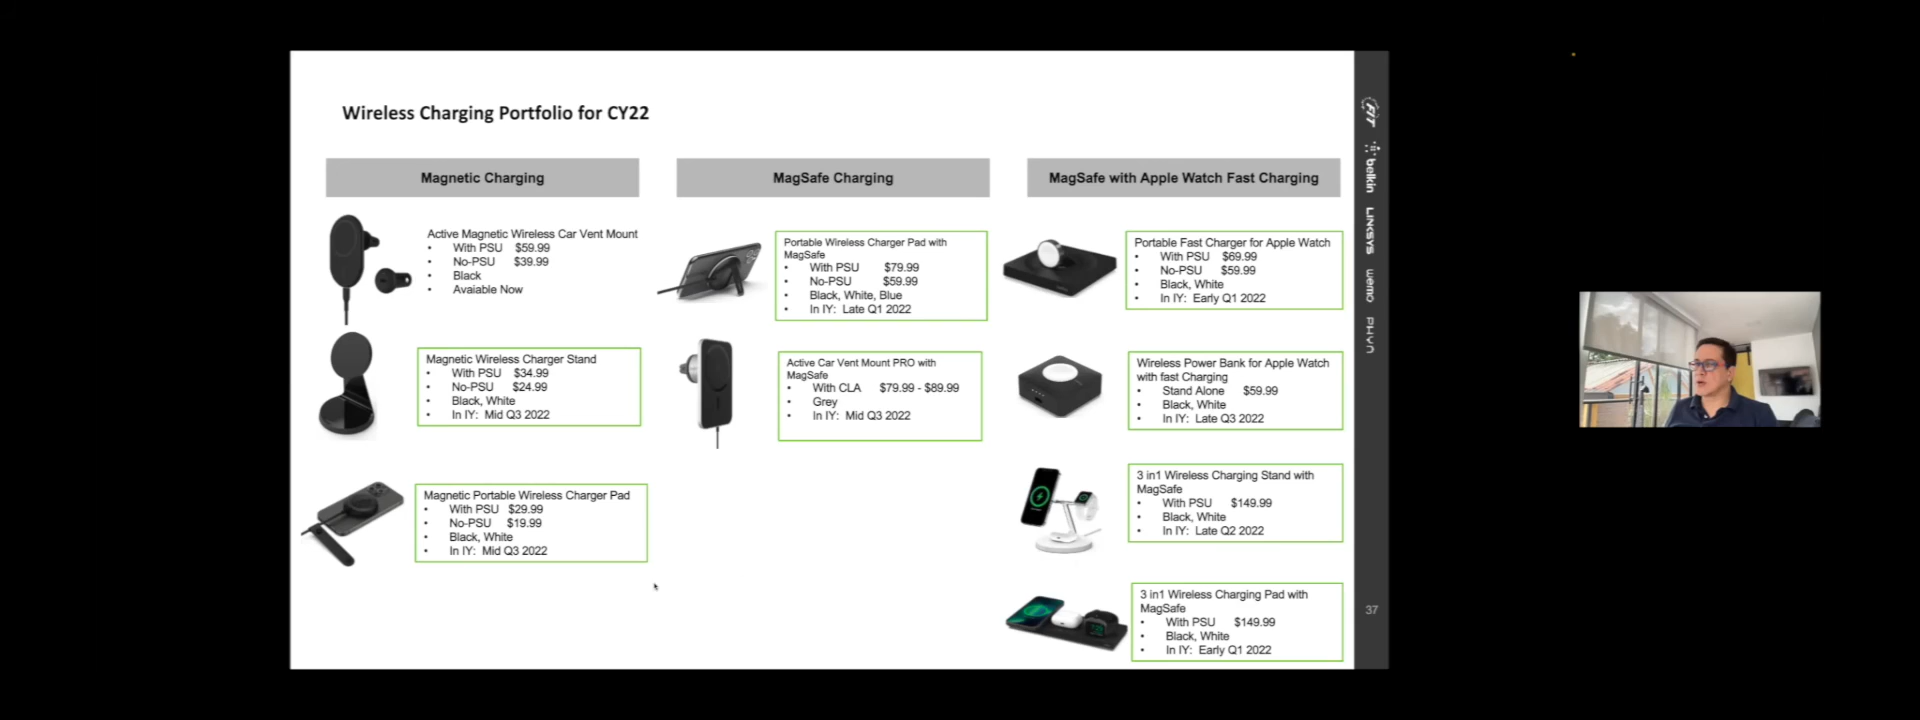 Wireless Charging Portfolio for CY22
Magnetic Charging
Active Magnetic Wireless Car Vent Mount
• With PSU $59.99
• No-PSU $39.99
• Black
• Avaiable Now
Magnetic Wireless Charger Stand
• With PSU $34.99
• No-PSU $24.99
• Black, White
• In IY: Mid Q3 2022
Magnetic Portable Wireless Charger Pad
• With PSU $29.99
• No-PSU $19.99
• Black, White
• In IY: Mid Q3 2022
MagSafe Charging
Portable Wireless Charger Pad with
MagSafe
• With PSU $79.99
• No-PSU $59.99
• Black, White, Blue
• In IY: Late Q1 2022
Active Car Vent Mount PRO with
MagSafe
• With CLA $79.99 - $89.99
• Grey
• In IY: Mid Q3 2022
MagSafe with Apple Watch Fast Charging
Portable Fast Charger for Apple Watch
• With PSU $69.99
• No-PSU $59.99
• Black, White
• In IY: Early Q1 2022
Wireless Power Bank for Apple Watch
with fast Charging
• Stand Alone $59.99
• Black, White
• In IY: Late Q3 2022
3 in1 Wireless Charging Stand with
MagSafe
• With PSU $149.99
• Black, White
• In IY: Late Q2 2022
3 in1 Wireless Charging Pad with
MagSafe
• With PSU $149.99
• Black, White
• In IY: Early Q1 2022
FIT
belkin
LINKSYS
wemo
PHYN
37